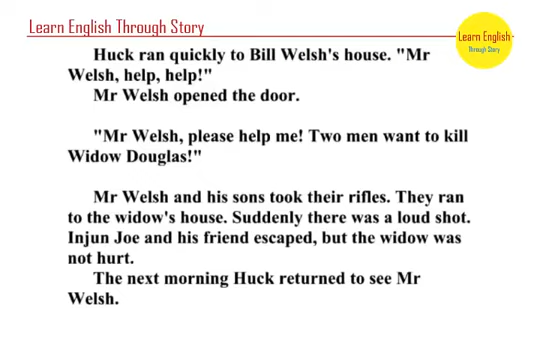 Learn English Through Story
Learn English
Through Story
Huck ran quickly to Bill Welsh's house. "Mr
Welsh, help, help!"
Mr Welsh opened the door.
"Mr Welsh, please help me! Two men want to kill
Widow Douglas!"
Mr Welsh and his sons took their rifles. They ran
to the widow's house. Suddenly there was a loud shot.
Injun Joe and his friend escaped, but the widow was
not hurt.
The next morning Huck returned to see Mr
Welsh.